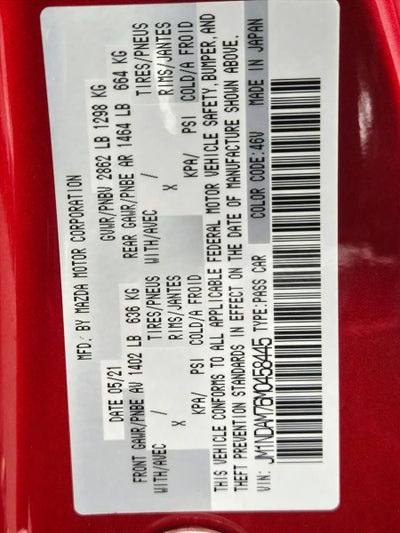 MFD. BY MAZDA MOTOR CORPORATION
DATE 05/21 GVWR/PNBV 2862 LB 1298 KG
FRONT GAWR/PNBE AV 1402 LB 636 KG REAR GAWR/PNBE AR 1464 LB 664 KG
WITH/AVEC / TIRES/PNEUS WITH/AVEC / TIRES/PNEUS
X RIMS/JANTES X RIMS/JANTES
KPA/ PSI COLD/A FROID KPA/ PSI COLD/A FROID
THIS VEHICLE CONFORMS TO ALL APPLICABLE FEDERAL MOTOR VEHICLE SAFETY, BUMPER, AND
THEFT PREVENTION STANDARDS IN EFFECT ON THE DATE OF MANUFACTURE SHOWN ABOVE.
VIN: JM1NDAM76M0458445 TYPE:PASS CAR COLOR CODE:46V MADE IN JAPAN